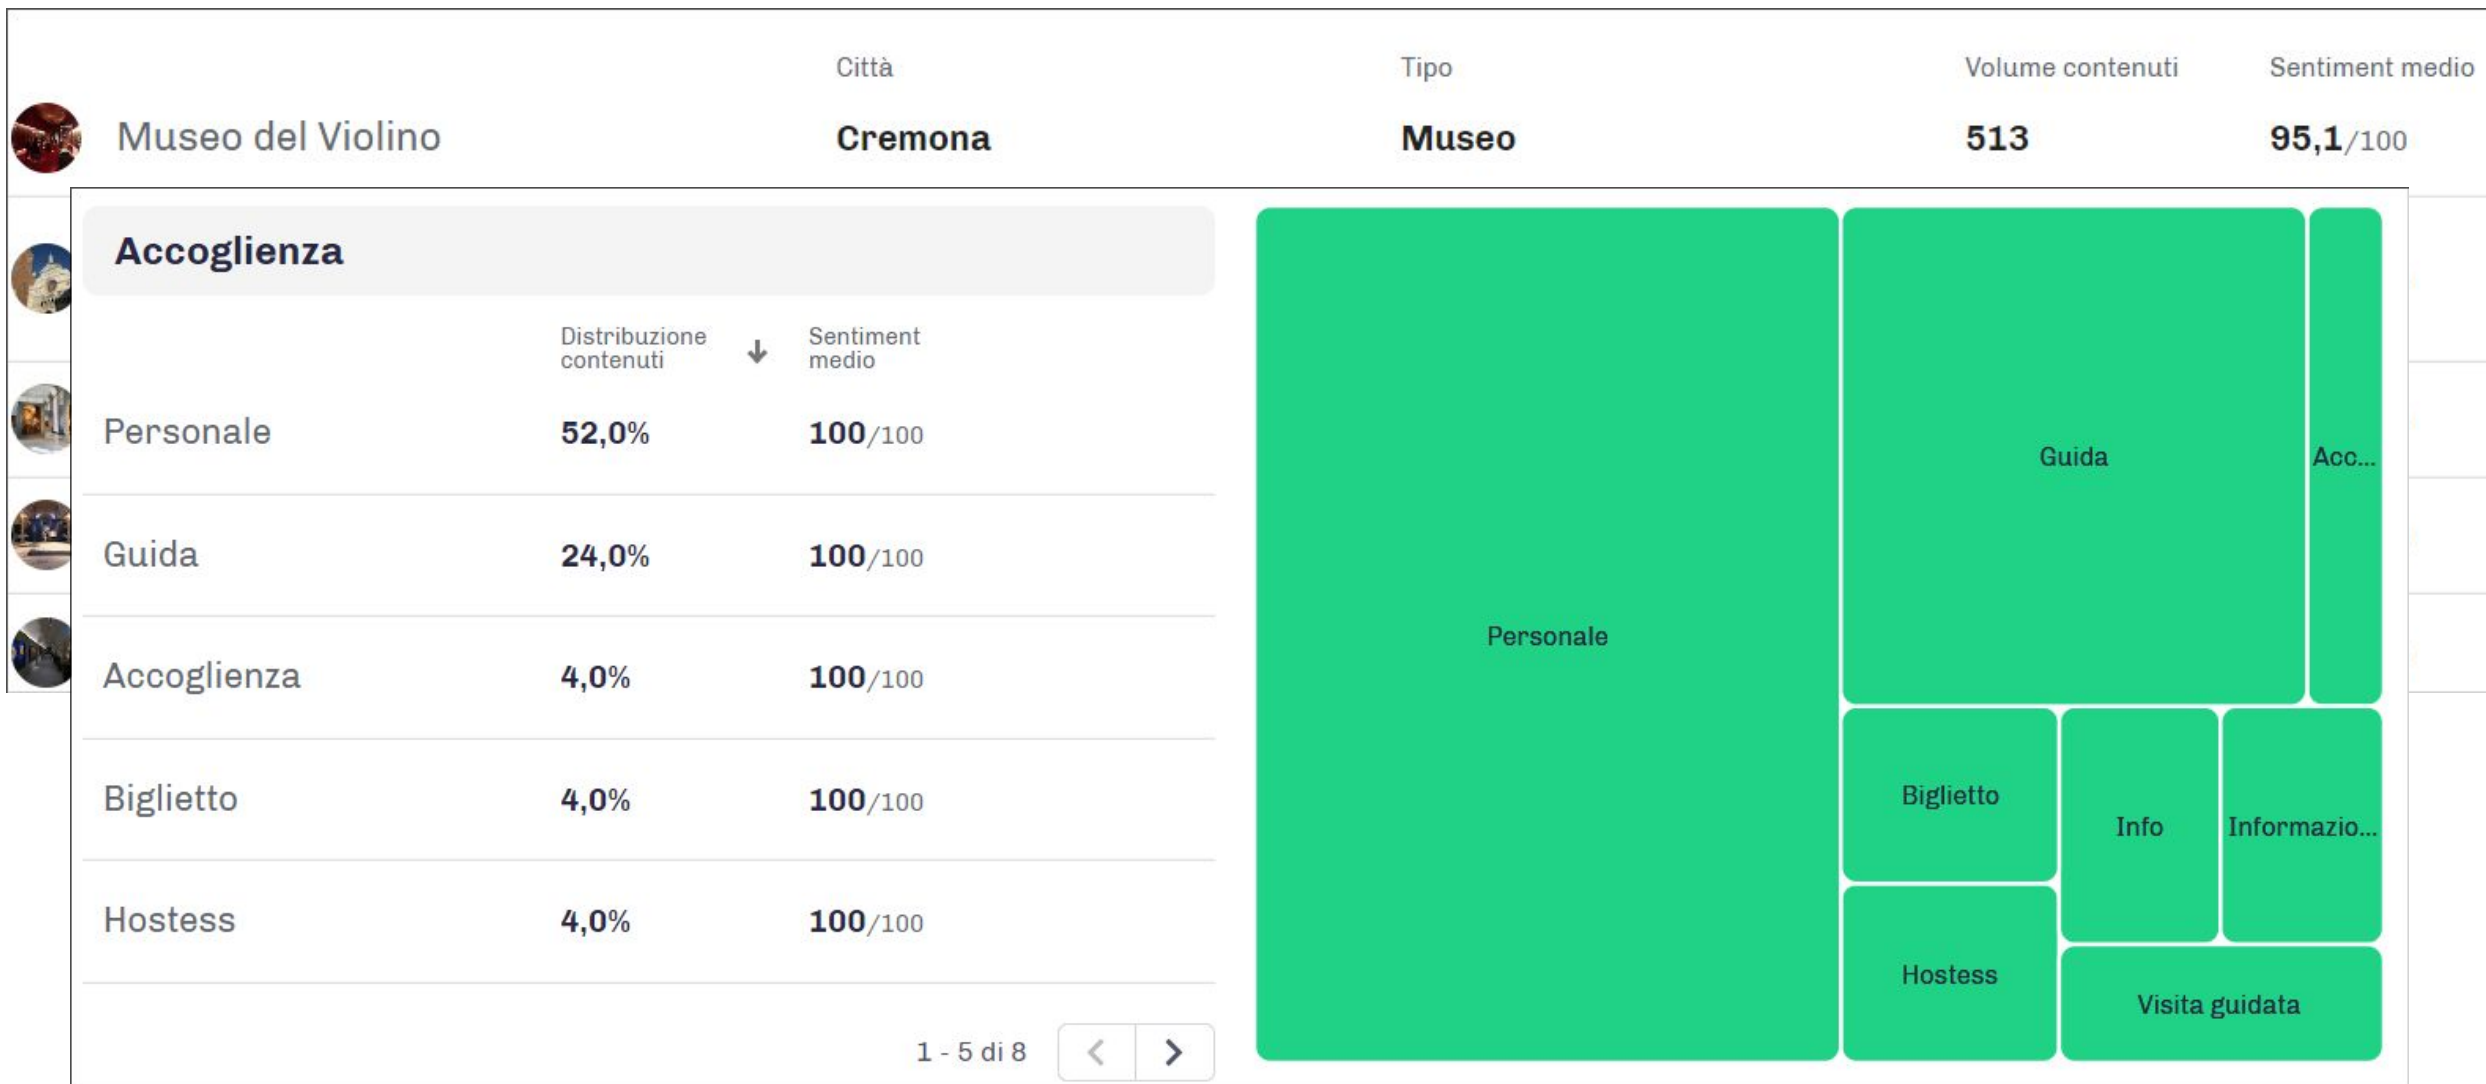 Città Tipo Volume contenuti Sentiment medio
Museo del Violino Cremona Museo 513 95,1/100
Accoglienza
Distribuzione contenuti Sentiment medio
Personale 52,0% 100/100
Guida 24,0% 100/100
Accoglienza 4,0% 100/100
Biglietto 4,0% 100/100
Hostess 4,0% 100/100
1 - 5 di 8
Personale
Guida
Acc...
Biglietto
Info
Informazio...
Hostess
Visita guidata